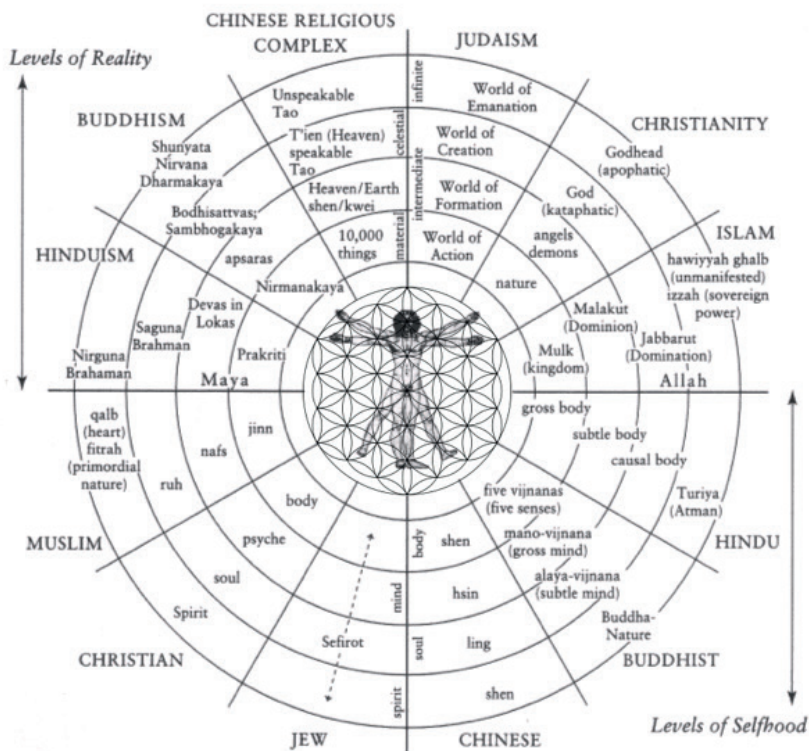 CHINESE RELIGIOUS
COMPLEX
JUDAISM
Levels of Reality
infinite
Unspeakable
Tao
World of
Emanation
BUDDHISM
CHRISTIANITY
celestial
T'ien (Heaven)
speakable
Tao
World of
Creation
Shunyata
Nirvana
Dharmakaya
Godhead
(apophatic)
intermediate
Heaven/Earth
shen/kwei
World of
Formation
God
(kataphatic)
Bodhisattvas;
Sambhogakaya
angels
demons
ISLAM
HINDUISM
apsaras
material
10,000
things
World of
Action
hawiyyah ghalb
(unmanifested)
izzah (sovereign
power)
Nirmanakaya
nature
Devas in
Lokas
Malakut
(Dominion)
Saguna
Brahman
Jabbarut
(Domination)
Nirguna
Brahaman
Prakriti
Mulk
(kingdom)
Maya
Allah
qalb
(heart)
fitrah
(primordial
nature)
jinn
gross body
nafs
subtle body
ruh
causal body
body
five vijnanas
(five senses)
Turiya
(Atman)
MUSLIM
psyche
body
shen
mano-vijnana
(gross mind)
HINDU
soul
mind
hsin
alaya-vijnana
(subtle mind)
Spirit
Sefirot
soul
ling
Buddha-
Nature
CHRISTIAN
BUDDHIST
spirit
shen
Levels of Selfhood
JEW
CHINESE